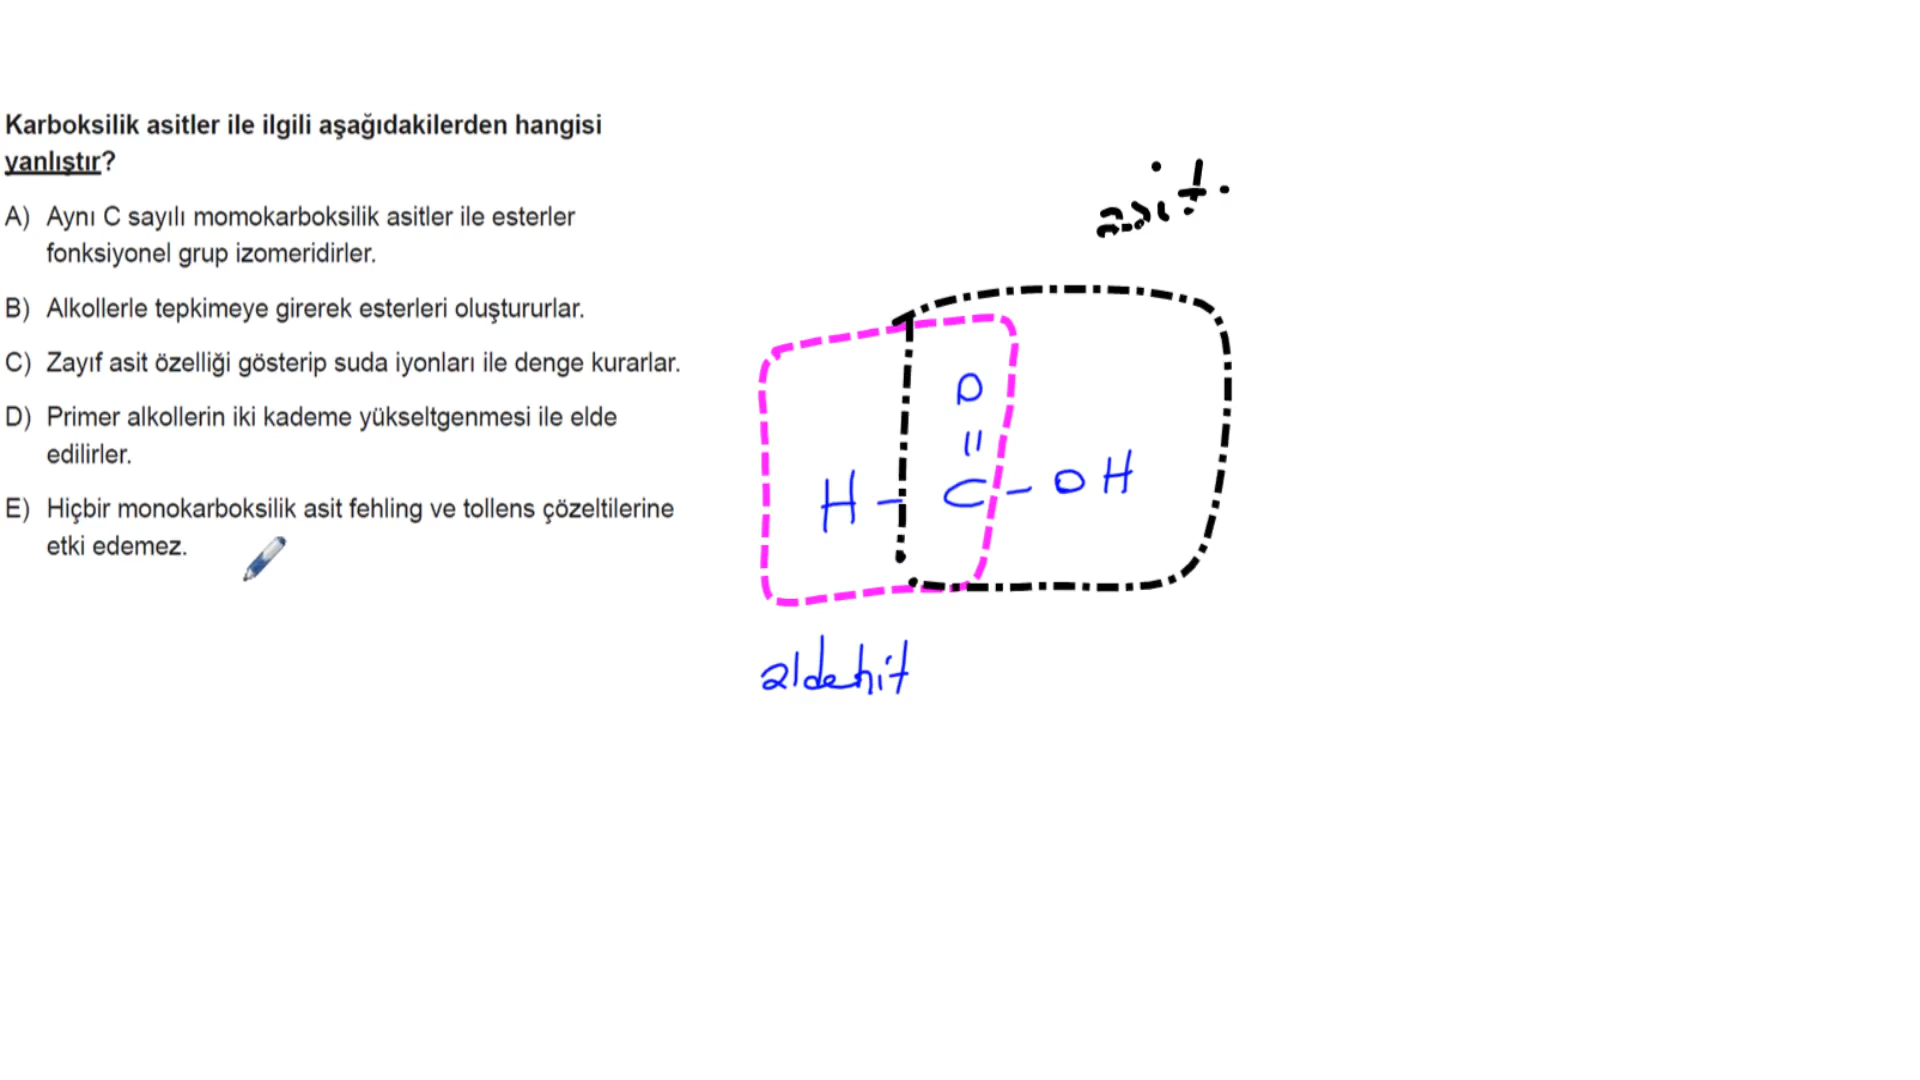 Karboksilik asitler ile ilgili aşağıdakilerden hangisi
yanlıştır?
A) Aynı C sayılı momokarboksilik asitler ile esterler
fonksiyonel grup izomeridirler.
B) Alkollerle tepkimeye girerek esterleri oluştururlar.
C) Zayıf asit özelliği gösterip suda iyonları ile denge kurarlar.
D) Primer alkollerin iki kademe yükseltgenmesi ile elde
edilirler.
E) Hiçbir monokarboksilik asit fehling ve tollens çözeltilerine
etki edemez.
asit.
O
=
H - C - OH
aldehit